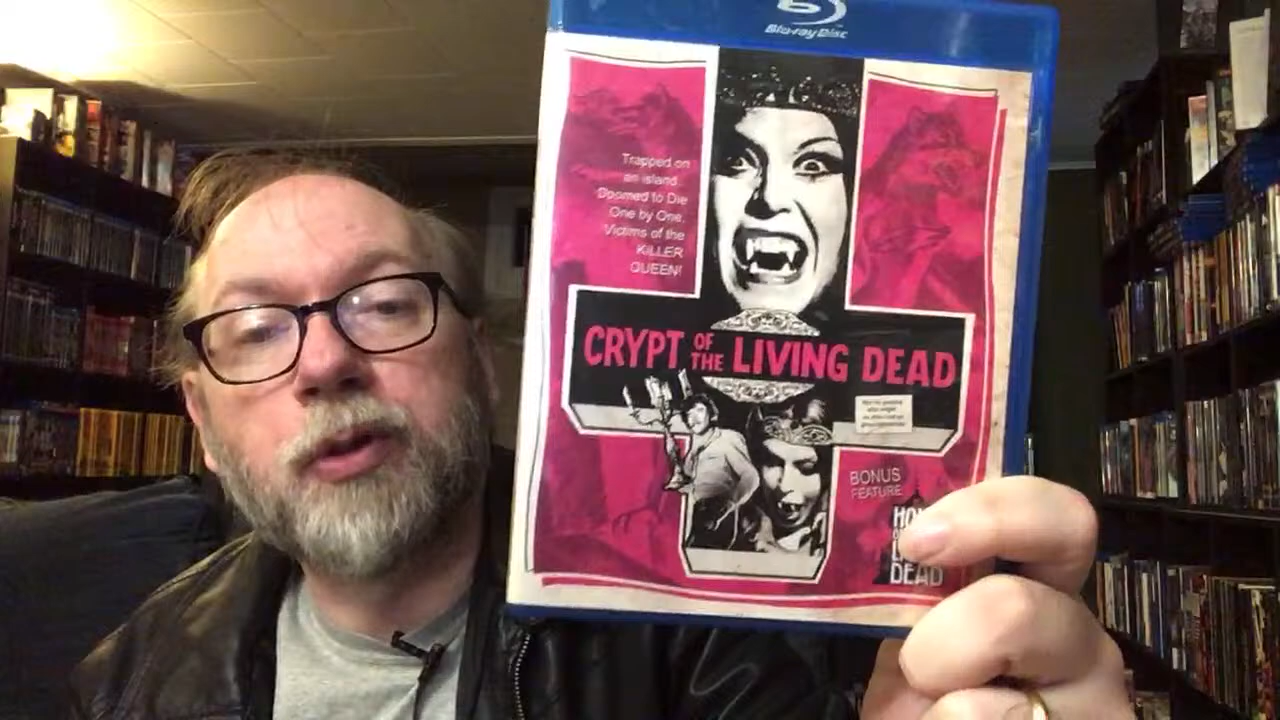 Blu-ray Disc
Trapped on
an island
Doomed to Die
One by One.
Victims of the
KILLER
QUEEN!
CRYPT OF THE LIVING DEAD
BONUS
FEATURE
DEAD